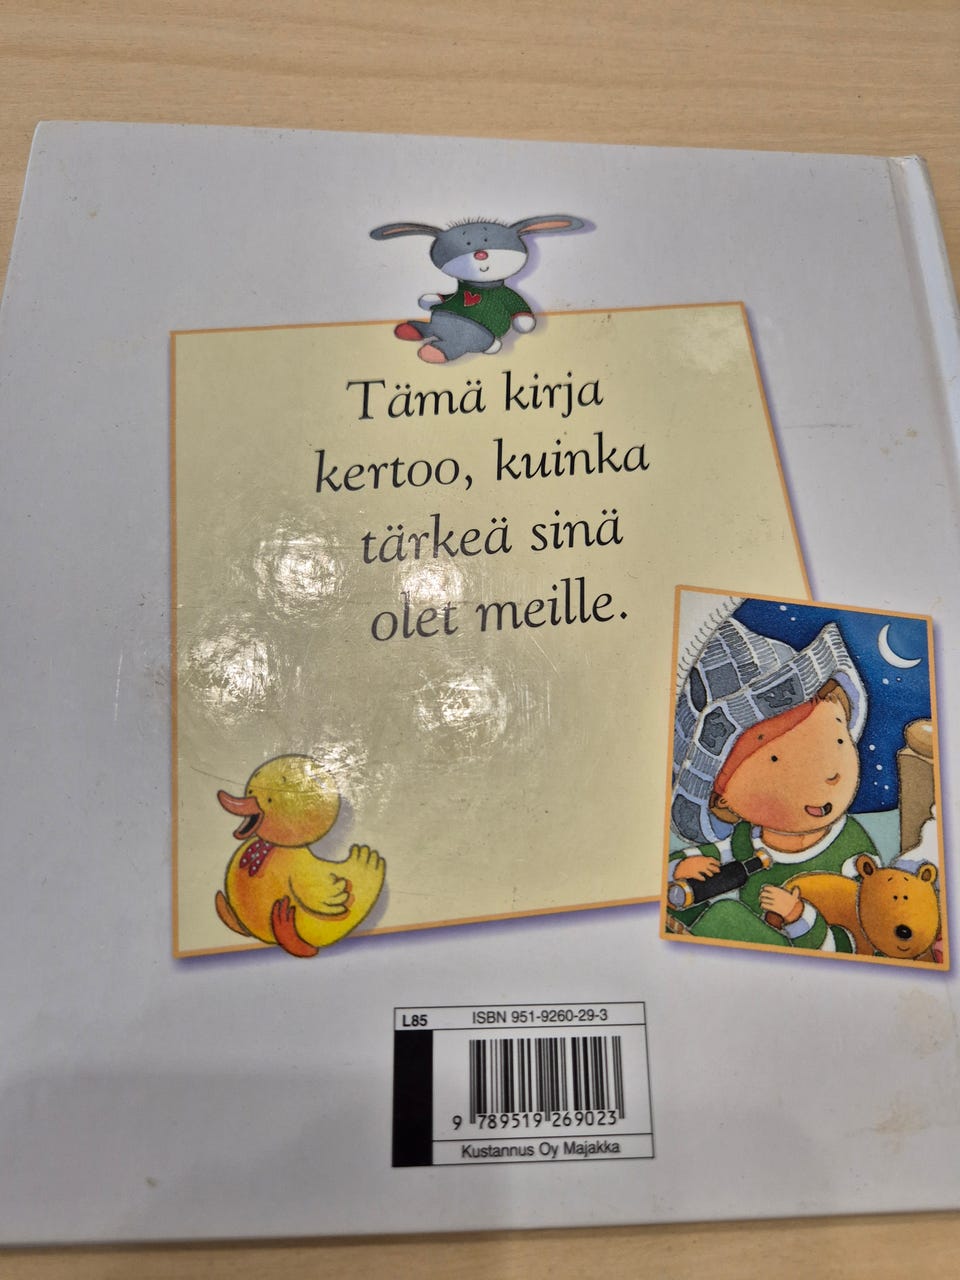 Tämä kirja
kertoo, kuinka
tärkeä sinä
olet meille.
L85 ISBN 951-9260-29-3
9 789519 269023
Kustannus Oy Majakka